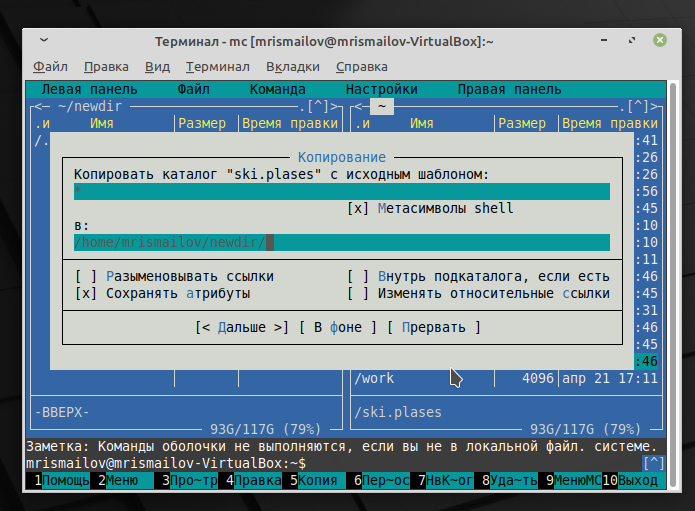 Терминал - mc [mrismailov@mrismailov-VirtualBox]:~
Файл Правка Вид Терминал Вкладки Справка
Левая панель Файл Команда Настройки Правая панель
<─ ~/newdir .[^]> <─ ~ .[^]>
.и Имя Размер Время правки .и Имя Размер Время правки
/. :41
Копирование :26
Копировать каталог "ski.plases" с исходным шаблоном: :26
* :56
[x] Метасимволы shell :45
в: :10
/home/mrismailov/newdir/ :10
:11
[ ] Разыменовывать ссылки [ ] Внутрь подкаталога, если есть :46
[x] Сохранять атрибуты [ ] Изменять относительные ссылки :45
:31
[< Дальше >] [ В фоне ] [ Прервать ] :46
:45
:46
/work 4096 апр 21 17:11
-ВВЕРХ- /ski.plases
93G/117G (79%) 93G/117G (79%)
Заметка: Команды оболочки не выполняются, если вы не в локальной файл. системе.
mrismailov@mrismailov-VirtualBox:~$ [^]
1Помощь 2Меню 3Про~тр 4Правка 5Копия 6Пер~ос 7НвК~ог 8Уда~ть 9МенюМС 10Выход